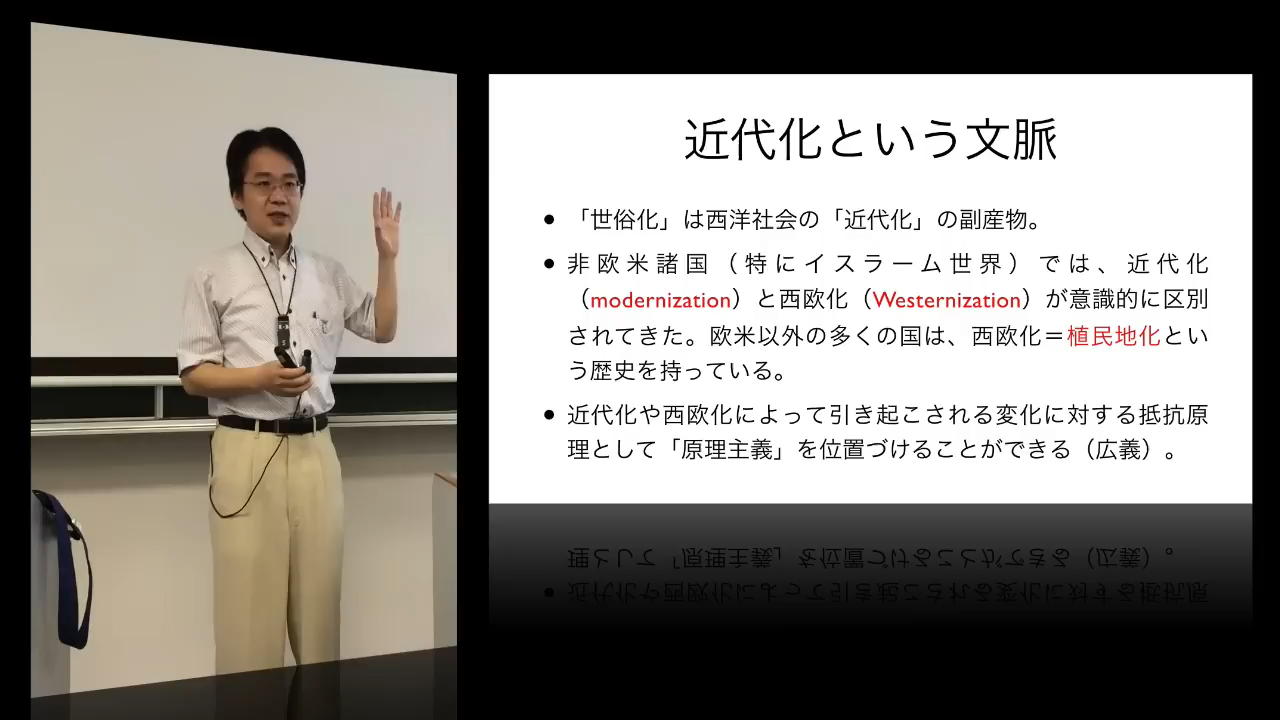 近代化という文脈
• 「世俗化」は西洋社会の「近代化」の副産物。
• 非欧米諸国（特にイスラーム世界）では、近代化
（modernization）と西欧化（Westernization）が意識的に区別
されてきた。欧米以外の多くの国は、西欧化＝植民地化とい
う歴史を持っている。
• 近代化や西欧化によって引き起こされる変化に対する抵抗原
理として「原理主義」を位置づけることができる（広義）。